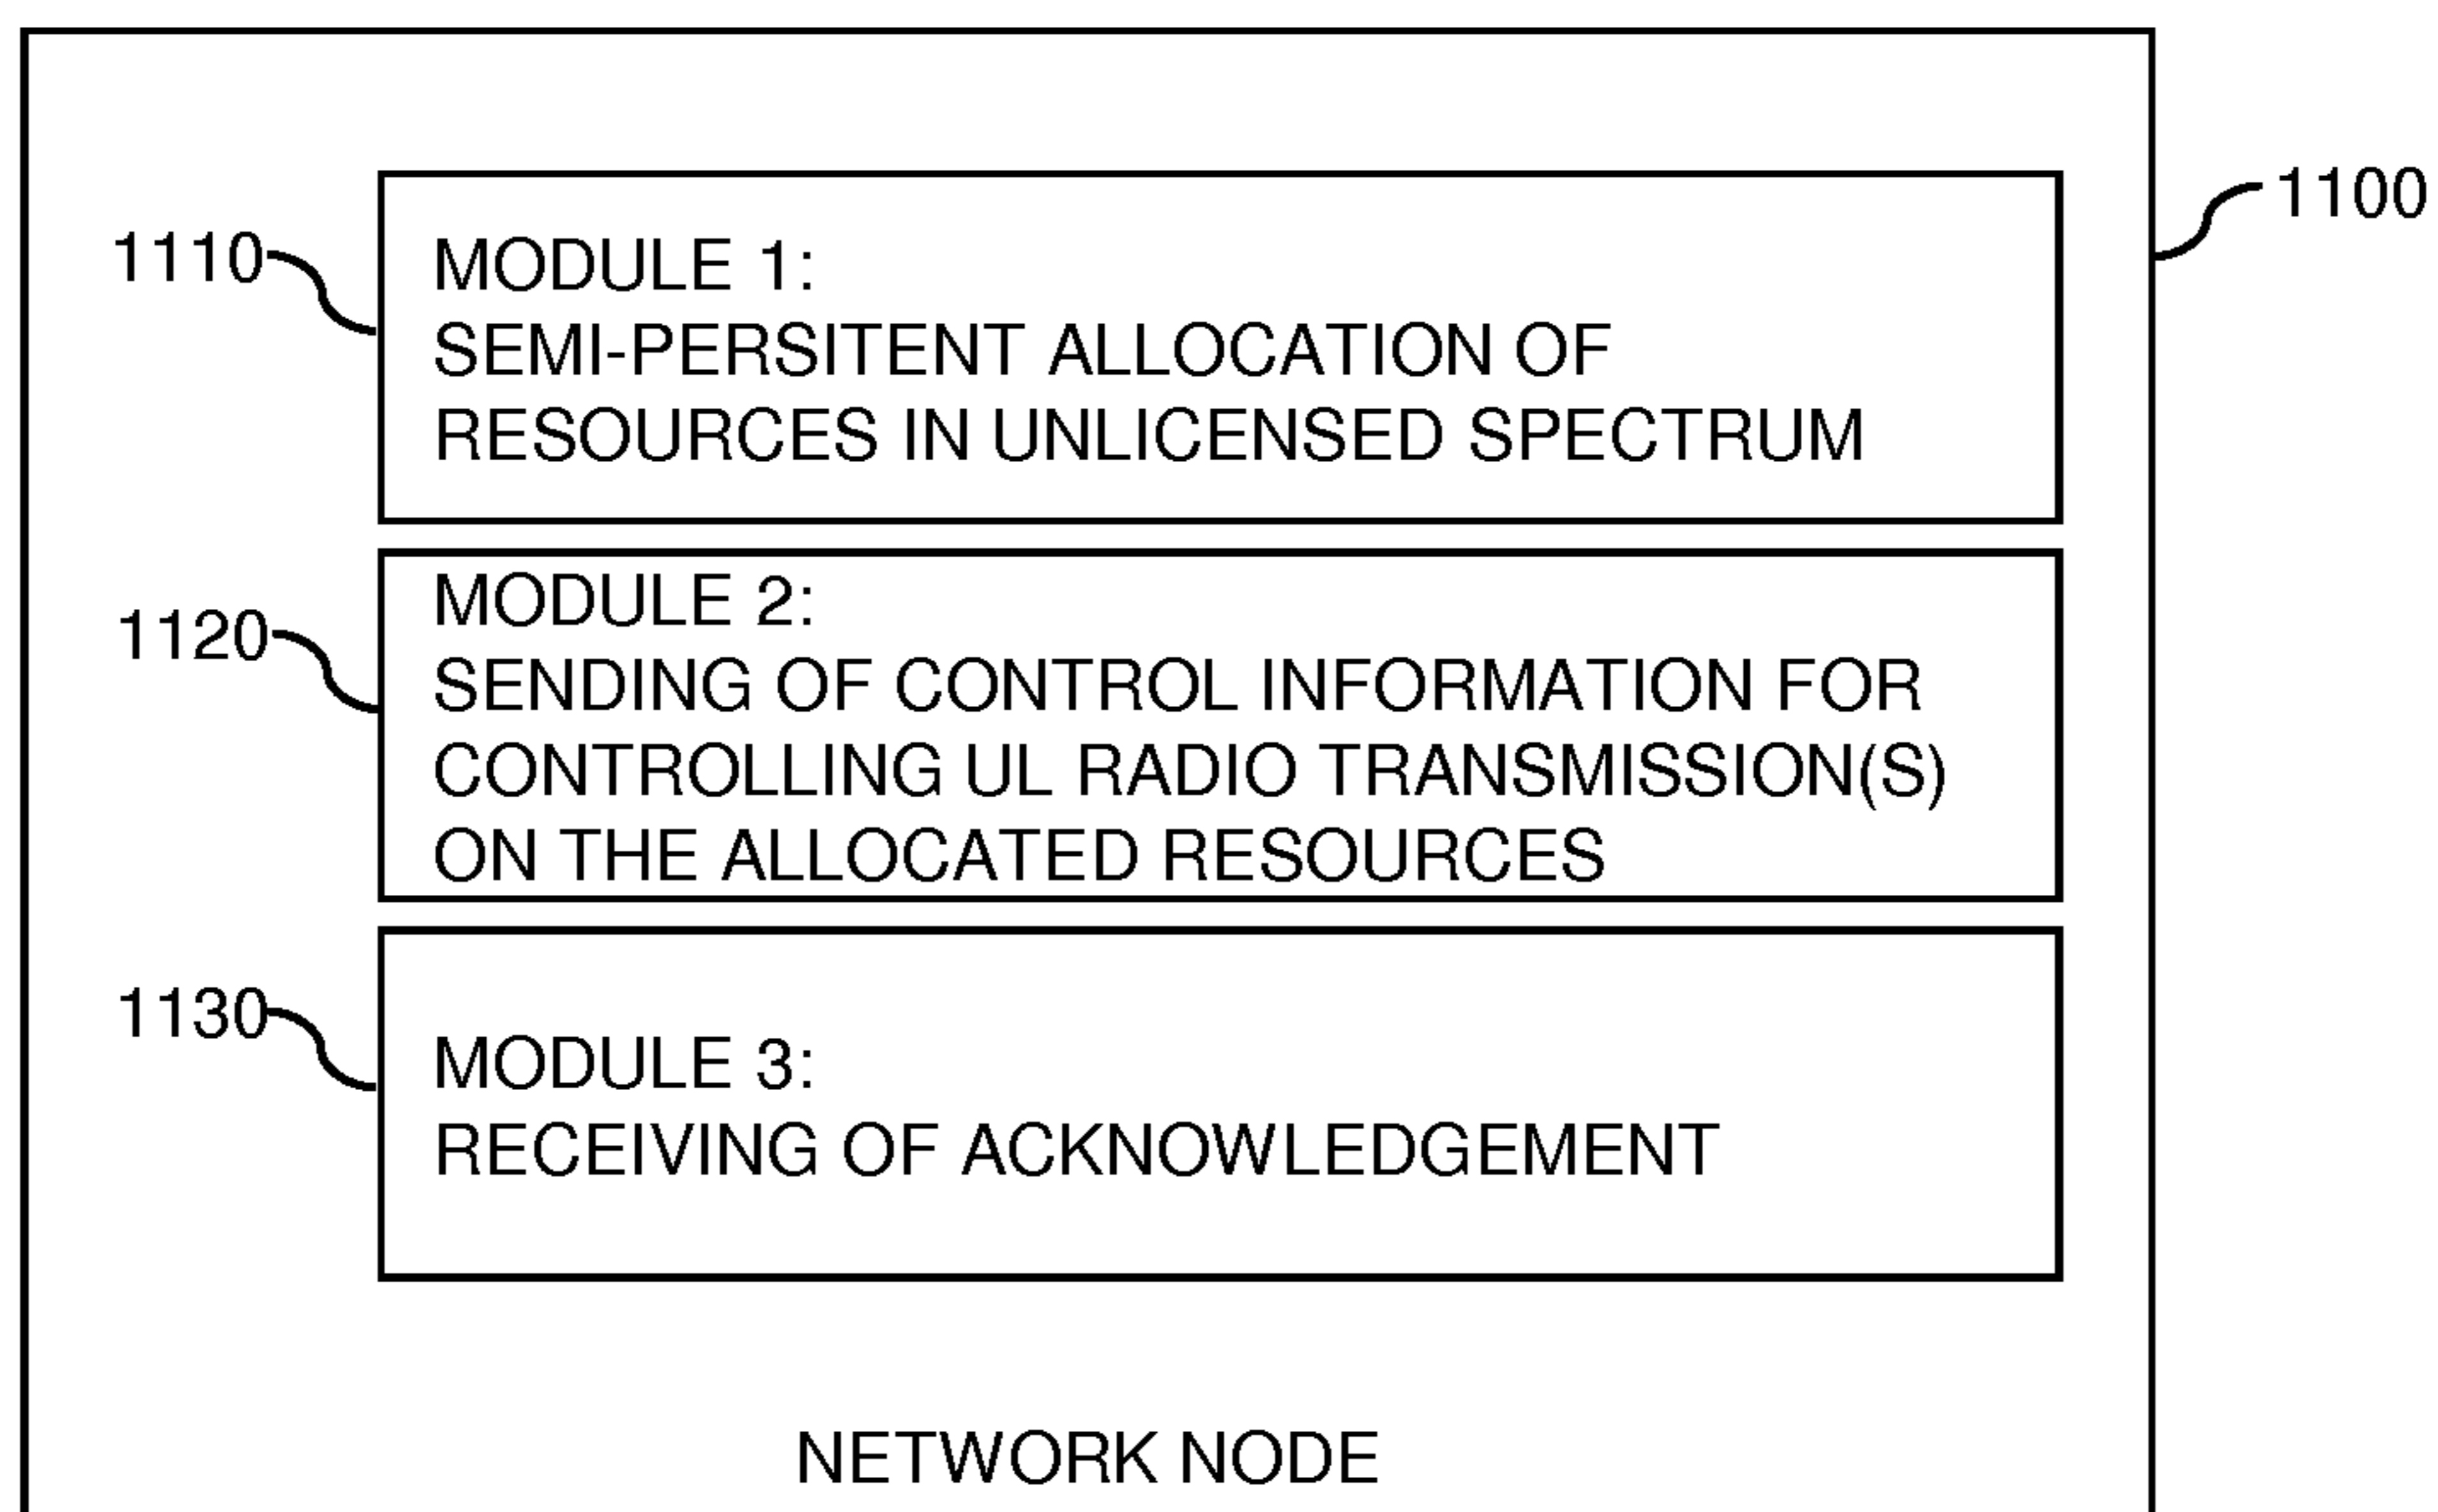 1100
1110
MODULE 1:
SEMI-PERSITENT ALLOCATION OF
RESOURCES IN UNLICENSED SPECTRUM
1120
MODULE 2:
SENDING OF CONTROL INFORMATION FOR
CONTROLLING UL RADIO TRANSMISSION(S)
ON THE ALLOCATED RESOURCES
1130
MODULE 3:
RECEIVING OF ACKNOWLEDGEMENT
NETWORK NODE